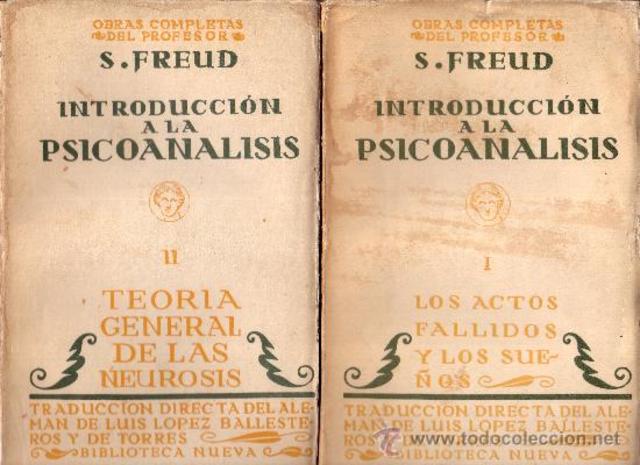 OBRAS COMPLETAS
DEL PROFESOR
S. FREUD
INTRODUCCIÓN
A LA
PSICOANALISIS
II
TEORIA
GENERAL
DE LAS
NEUROSIS
TRADUCCION DIRECTA DEL ALE-
MAN DE LUIS LOPEZ BALLESTE-
ROS Y DE TORRES
BIBLIOTECA NUEVA
OBRAS COMPLETAS
DEL PROFESOR
S. FREUD
INTRODUCCIÓN
A LA
PSICOANALISIS
I
LOS ACTOS
FALLIDOS
Y LOS SUE-
ÑOS
TRADUCCION DIRECTA DEL ALE-
MAN DE LUIS LOPEZ BALLESTE-
ROS
BIBLIOTECA NUEVA
www.todocoleccion.net